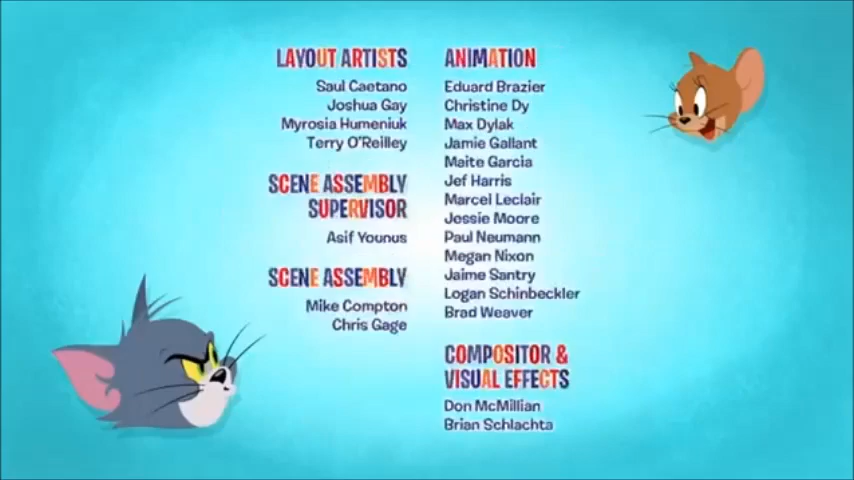 LAYOUT ARTISTS
Saul Caetano
Joshua Gay
Myrosia Humeniuk
Terry O'Reilley
SCENE ASSEMBLY
SUPERVISOR
Asif Younus
SCENE ASSEMBLY
Mike Compton
Chris Gage
ANIMATION
Eduard Brazier
Christine Dy
Max Dylak
Jamie Gallant
Maite Garcia
Jef Harris
Marcel Leclair
Jessie Moore
Paul Neumann
Megan Nixon
Jaime Santry
Logan Schinbeckler
Brad Weaver
COMPOSITOR &
VISUAL EFFECTS
Don McMillian
Brian Schlachta